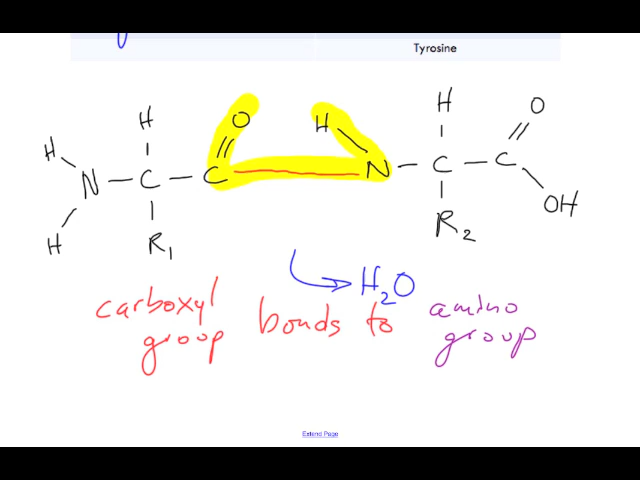 Tyrosine
H H H O
H O H
N — C — C — N — C — C
H R₁ R₂ OH
H₂O
carboxyl group bonds to amino group
Extend Page